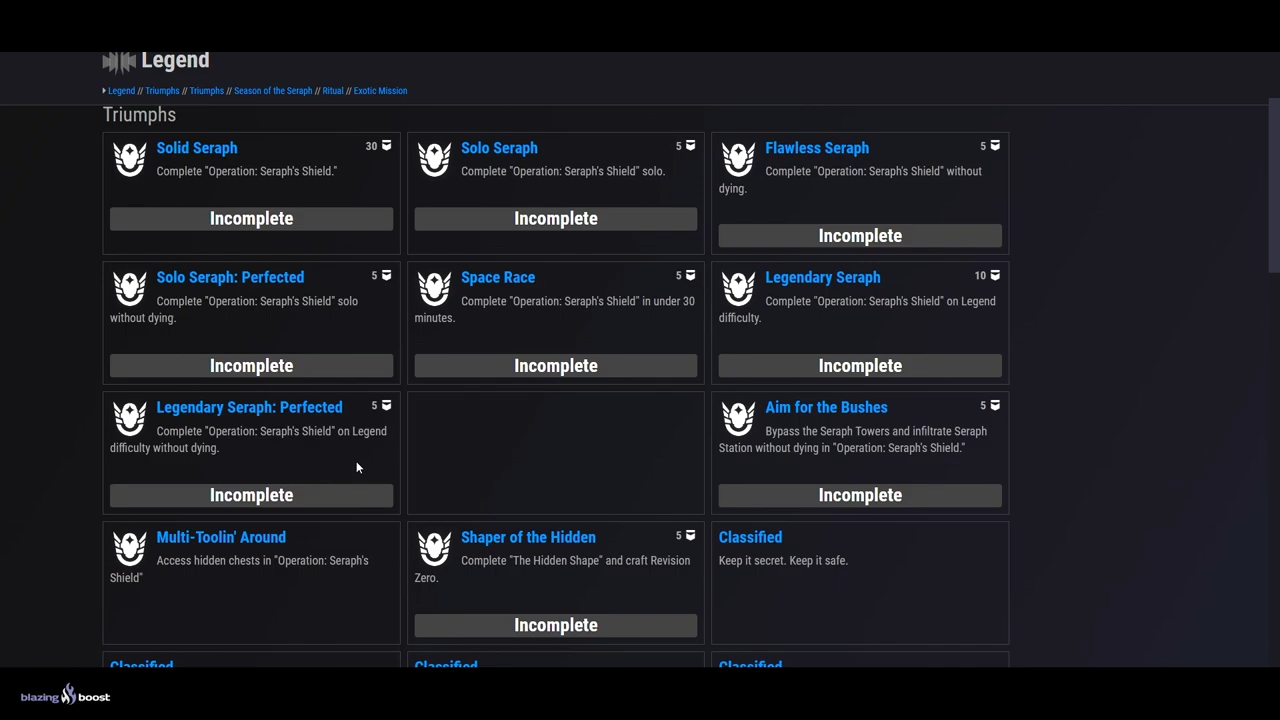 Legend
Legend // Triumphs // Triumphs // Season of the Seraph // Ritual // Exotic Mission
Triumphs
Solid Seraph 30
Complete "Operation: Seraph's Shield."
Incomplete
Solo Seraph 5
Complete "Operation: Seraph's Shield" solo.
Incomplete
Flawless Seraph 5
Complete "Operation: Seraph's Shield" without
dying.
Incomplete
Solo Seraph: Perfected 5
Complete "Operation: Seraph's Shield" solo
without dying.
Incomplete
Space Race 5
Complete "Operation: Seraph's Shield" in under 30
minutes.
Incomplete
Legendary Seraph 10
Complete "Operation: Seraph's Shield" on Legend
difficulty.
Incomplete
Legendary Seraph: Perfected 5
Complete "Operation: Seraph's Shield" on Legend
difficulty without dying.
Incomplete
Aim for the Bushes 5
Bypass the Seraph Towers and infiltrate Seraph
Station without dying in "Operation: Seraph's Shield."
Incomplete
Multi-Toolin' Around
Access hidden chests in "Operation: Seraph's
Shield"
Shaper of the Hidden 5
Complete "The Hidden Shape" and craft Revision
Zero.
Incomplete
Classified
Keep it secret. Keep it safe.
Classified
Classified
Classified
blazing boost